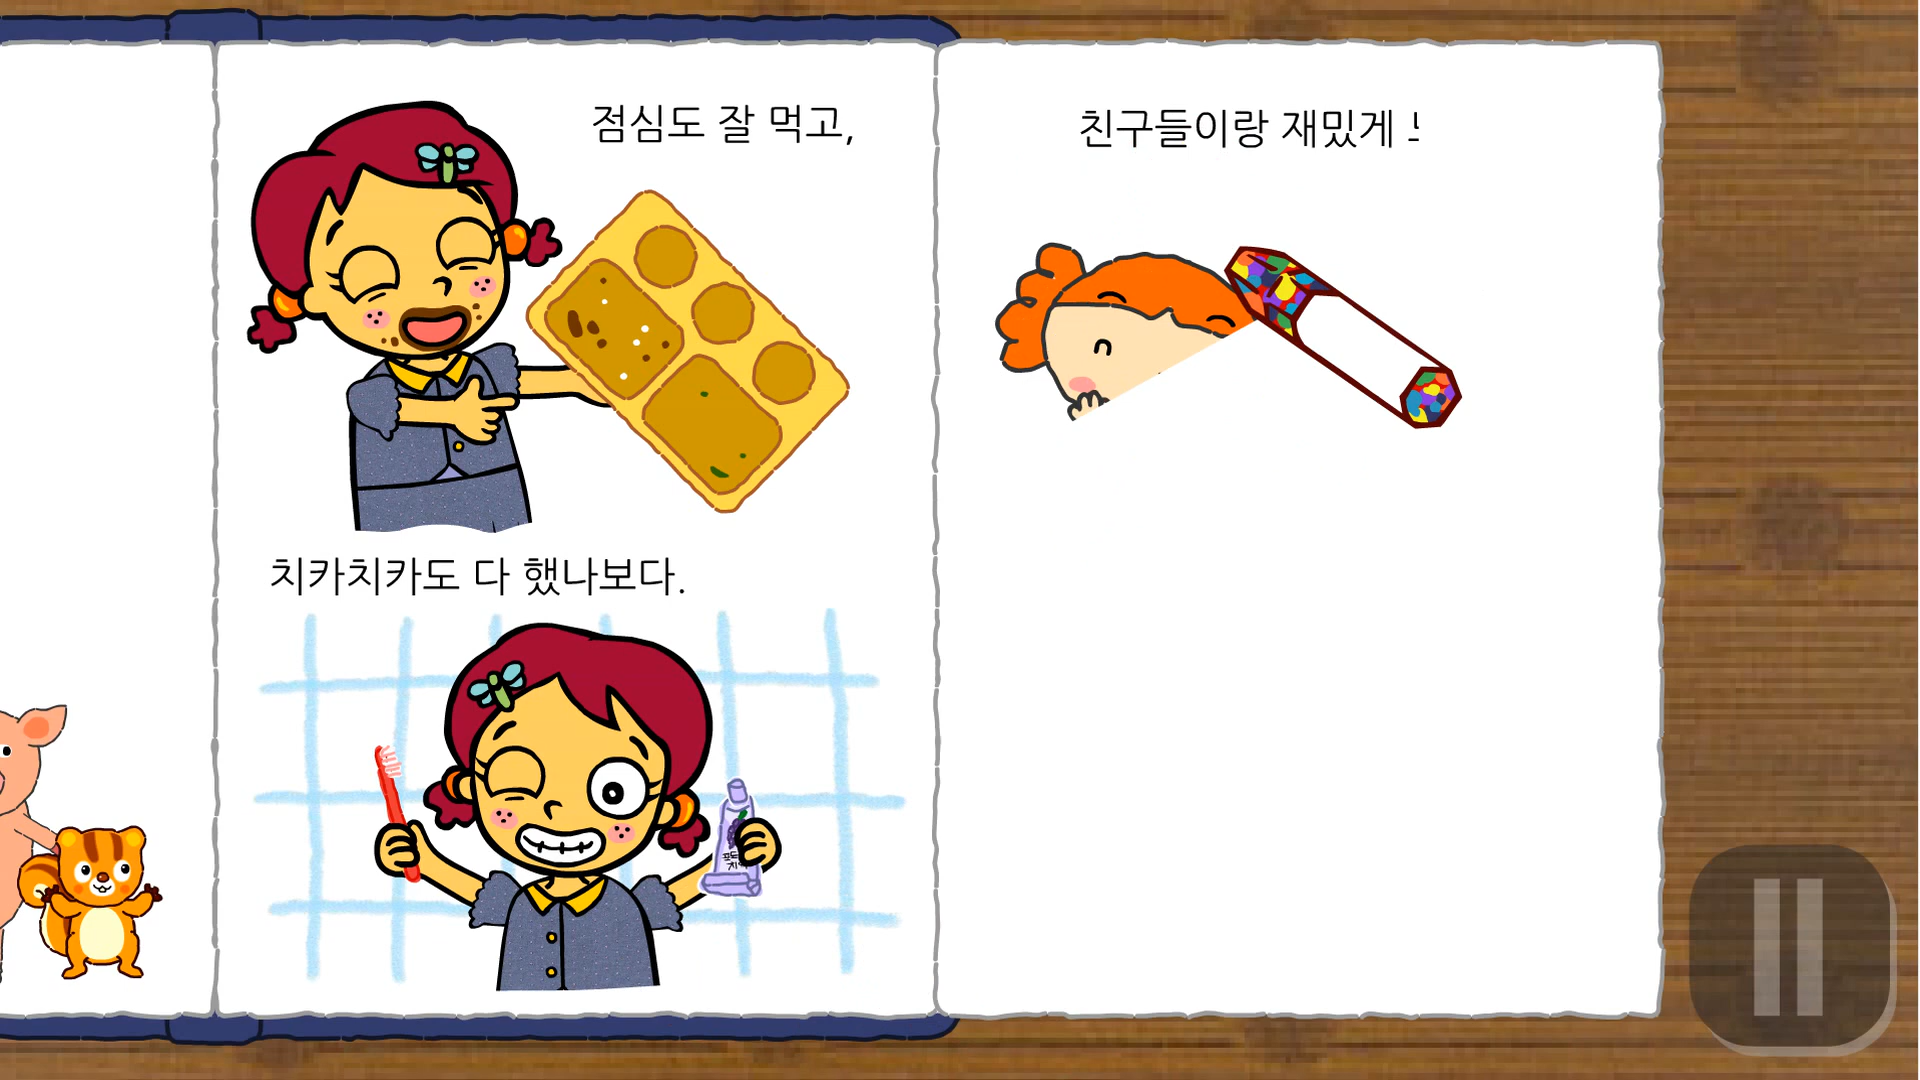 점심도 잘 먹고,
치카치카도 다 했나보다.
친구들이랑 재밌게